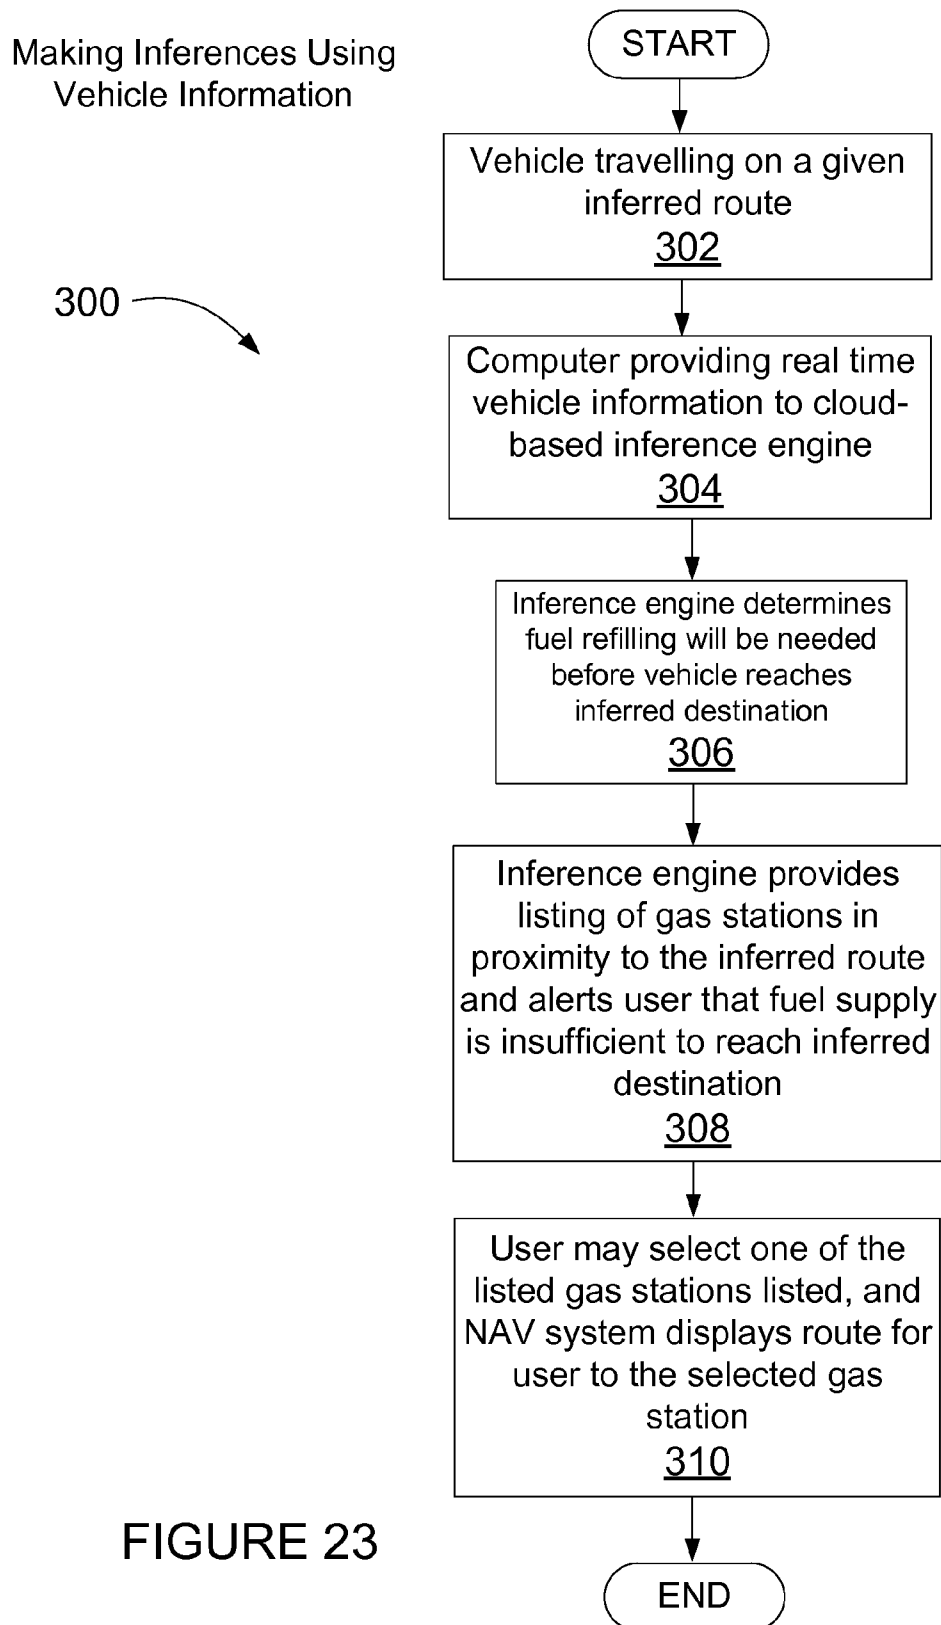 Making Inferences Using
Vehicle Information
START
Vehicle travelling on a given
inferred route
302
300
Computer providing real time
vehicle information to cloud-
based inference engine
304
Inference engine determines
fuel refilling will be needed
before vehicle reaches
inferred destination
306
Inference engine provides
listing of gas stations in
proximity to the inferred route
and alerts user that fuel supply
is insufficient to reach inferred
destination
308
User may select one of the
listed gas stations listed, and
NAV system displays route for
user to the selected gas
station
310
FIGURE 23
END